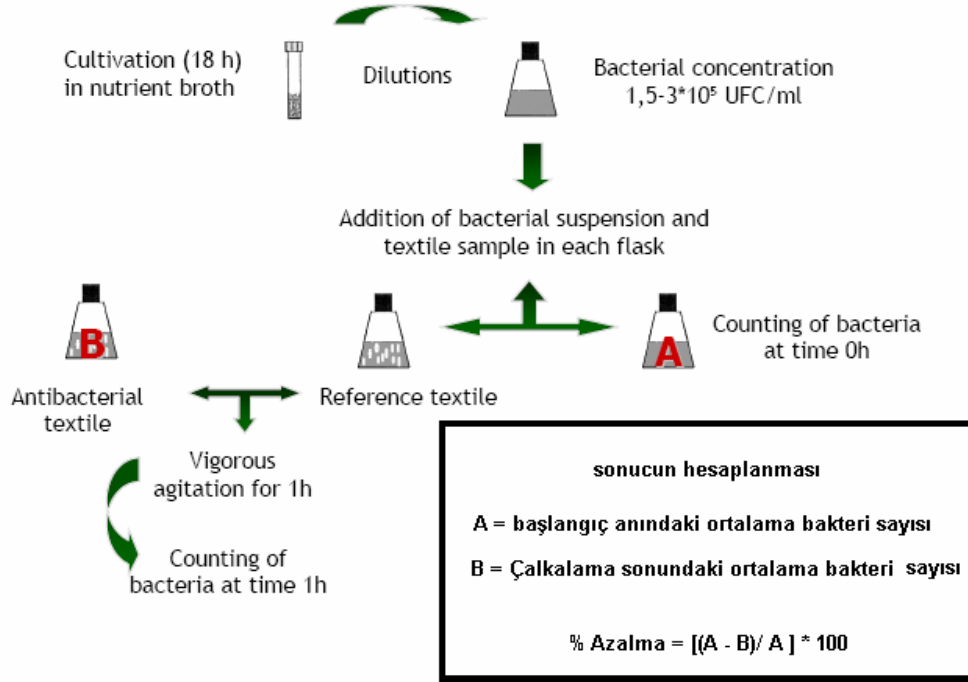 Cultivation (18 h)
in nutrient broth
Dilutions
Bacterial concentration
1,5-3*10⁵ UFC/ml
Addition of bacterial suspension and
textile sample in each flask
B
A
Counting of bacteria
at time 0h
Antibacterial
textile
Reference textile
Vigorous
agitation for 1h
Counting of
bacteria at time 1h
sonucun hesaplanması
A = başlangıç anındaki ortalama bakteri sayısı
B = Çalkalama sonundaki ortalama bakteri sayısı
% Azalma = [(A - B)/ A ] * 100